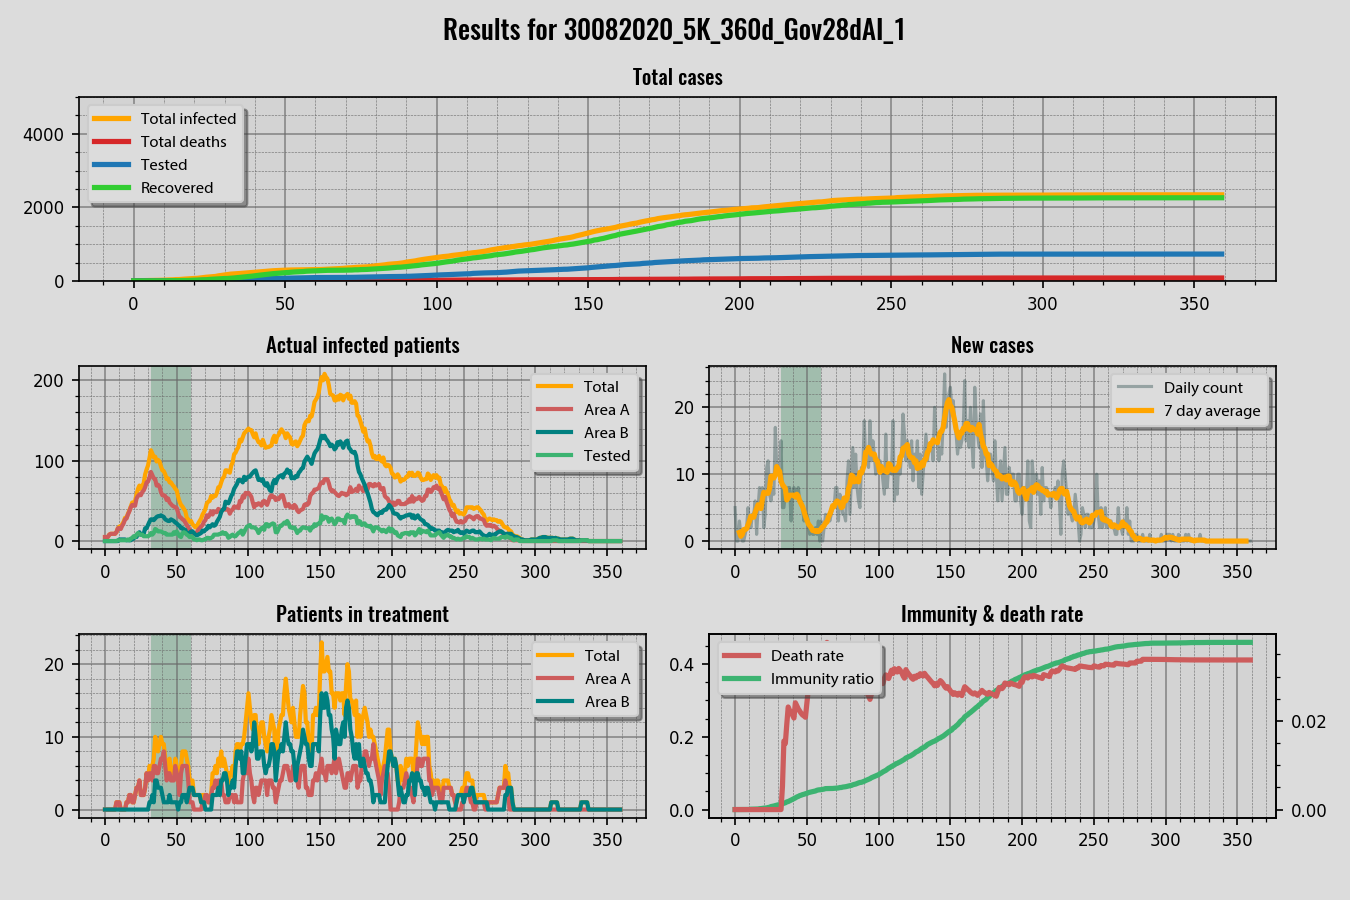 Results for 30082020_5K_360d_Gov28dAI_1
Total cases
Total infected
Total deaths
Tested
Recovered
4000
2000
0
0 50 100 150 200 250 300 350
Actual infected patients
Total
Area A
Area B
Tested
200
100
0
0 50 100 150 200 250 300 350
New cases
Daily count
7 day average
20
10
0
0 50 100 150 200 250 300 350
Patients in treatment
Total
Area A
Area B
20
10
0
0 50 100 150 200 250 300 350
Immunity & death rate
Death rate
Immunity ratio
0.4
0.2
0.0
0.02
0.00
0 50 100 150 200 250 300 350